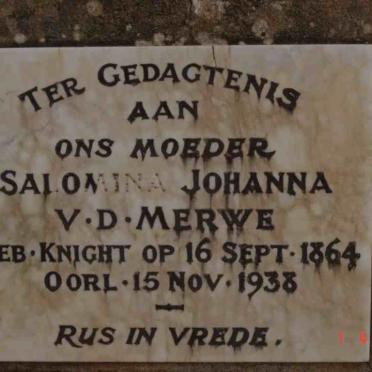 TER GEDAGTENIS
AAN
ONS MOEDER
SALOMINA JOHANNA
V·D·MERWE
EB·KNIGHT OP 16 SEPT·1864
OORL·15 NOV·1938
RUS IN VREDE.